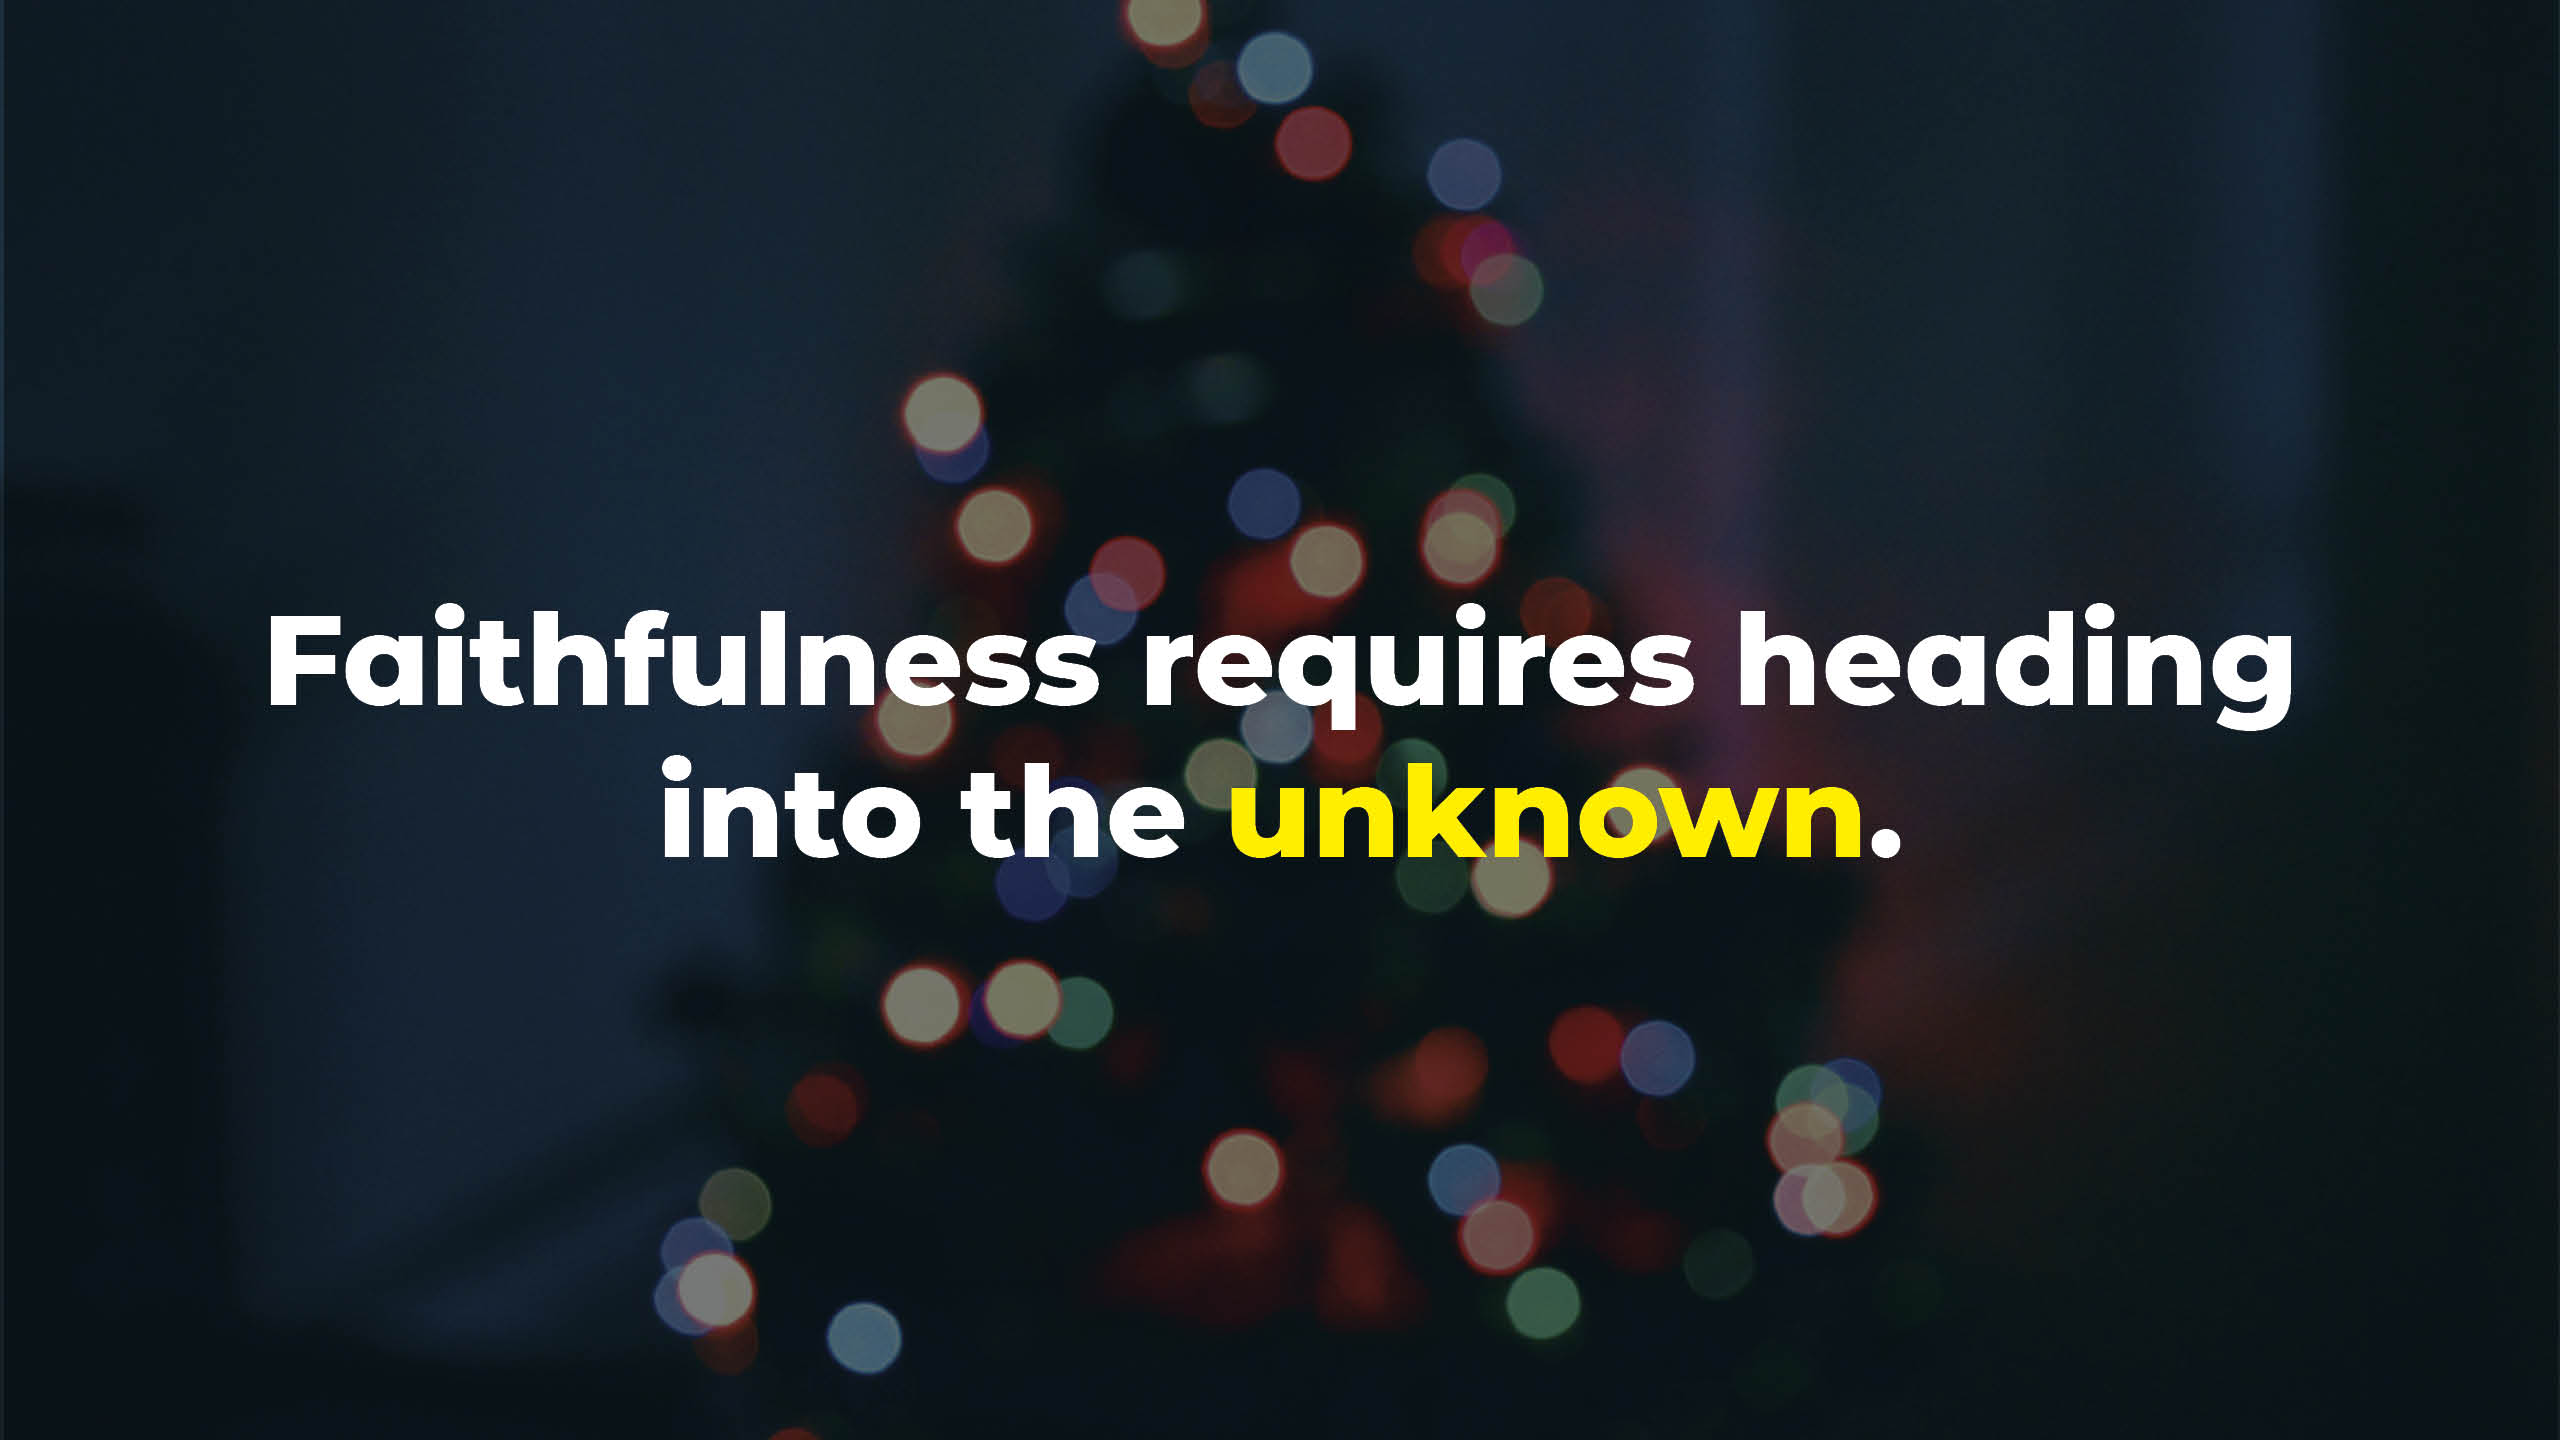 Faithfulness requires heading
into the unknown.